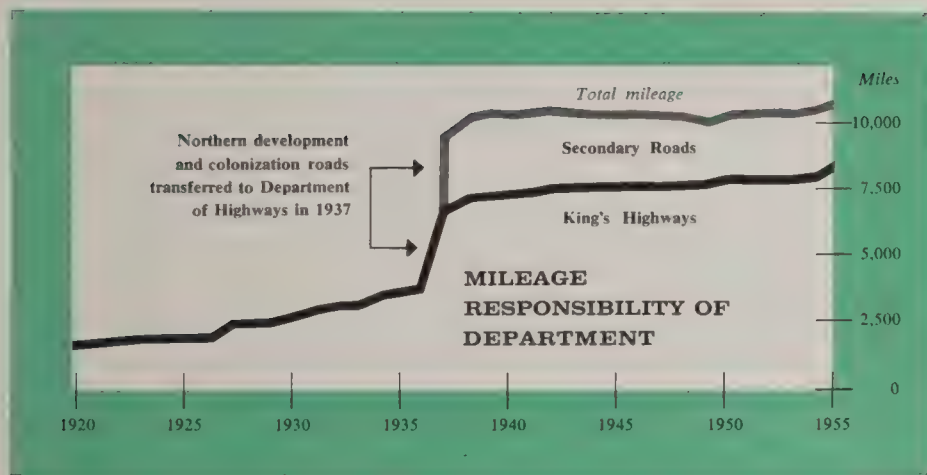 Miles
Total mileage
10,000
Northern development
and colonization roads
transferred to Department
of Highways in 1937
Secondary Roads
7,500
King's Highways
5,000
MILEAGE
RESPONSIBILITY OF
DEPARTMENT
2,500
0
1920 1925 1930 1935 1940 1945 1950 1955